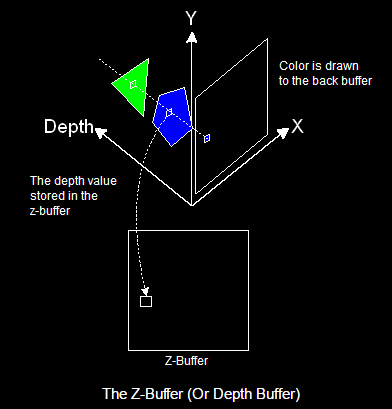 Y
Color is drawn
to the back buffer
Depth
X
The depth value
stored in the
z-buffer
Z-Buffer
The Z-Buffer (Or Depth Buffer)